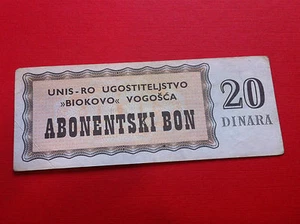 UNIS-RO UGOSTITELJSTVO
»BIOKOVO« VOGOŠĆA
ABONENTSKI BON
20
DINARA